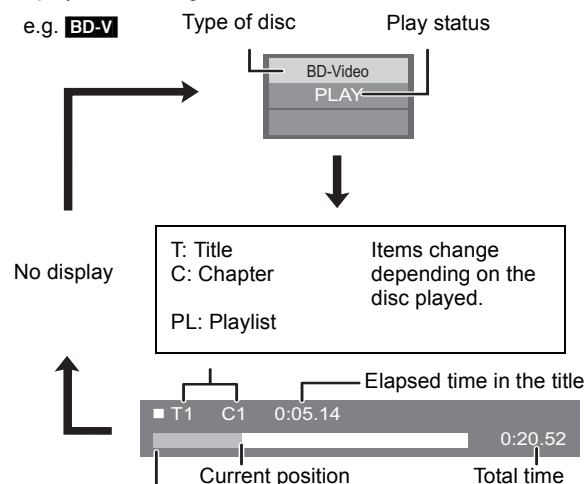 e.g. BD-V
Type of disc
Play status
BD-Video
PLAY
No display
T: Title
C: Chapter
PL: Playlist
Items change
depending on the
disc played.
Elapsed time in the title
T1 C1 0:05.14
0:20.52
Current position
Total time